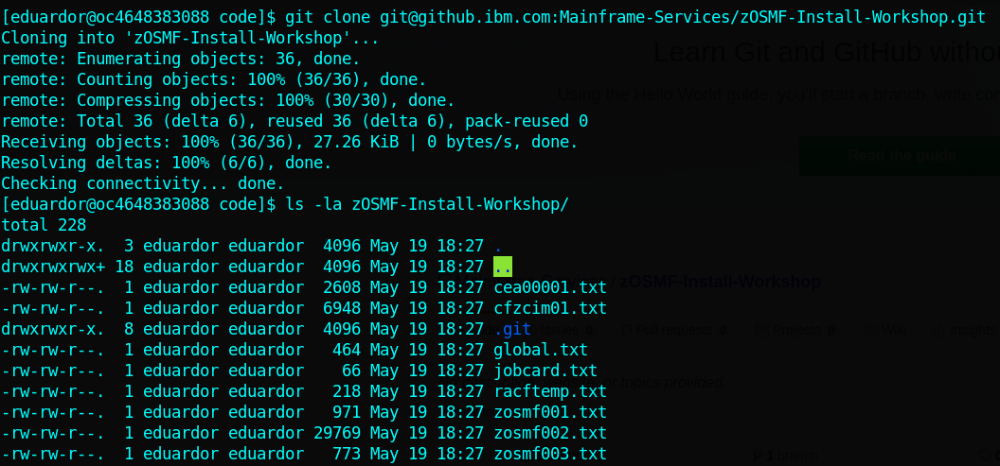 [eduardor@oc4648383088 code]$ git clone git@github.ibm.com:Mainframe-Services/zOSMF-Install-Workshop.git
Cloning into 'zOSMF-Install-Workshop'...
remote: Enumerating objects: 36, done.
remote: Counting objects: 100% (36/36), done.
remote: Compressing objects: 100% (30/30), done.
remote: Total 36 (delta 6), reused 36 (delta 6), pack-reused 0
Receiving objects: 100% (36/36), 27.26 KiB | 0 bytes/s, done.
Resolving deltas: 100% (6/6), done.
Checking connectivity... done.
[eduardor@oc4648383088 code]$ ls -la zOSMF-Install-Workshop/
total 228
drwxrwxr-x.  3 eduardor eduardor  4096 May 19 18:27 .
drwxrwxrwx+ 18 eduardor eduardor  4096 May 19 18:27 ..
-rw-rw-r--.  1 eduardor eduardor  2608 May 19 18:27 cea00001.txt
-rw-rw-r--.  1 eduardor eduardor  6948 May 19 18:27 cfzcim01.txt
drwxrwxr-x.  8 eduardor eduardor  4096 May 19 18:27 .git
-rw-rw-r--.  1 eduardor eduardor   464 May 19 18:27 global.txt
-rw-rw-r--.  1 eduardor eduardor    66 May 19 18:27 jobcard.txt
-rw-rw-r--.  1 eduardor eduardor   218 May 19 18:27 racftemp.txt
-rw-rw-r--.  1 eduardor eduardor   971 May 19 18:27 zosmf001.txt
-rw-rw-r--.  1 eduardor eduardor 29769 May 19 18:27 zosmf002.txt
-rw-rw-r--.  1 eduardor eduardor   773 May 19 18:27 zosmf003.txt
Learn Git and GitHub
Using the Hello World guide, you'll start a branch, write
Read the guide
/ zOSMF-Install-Workshop
Issues 0 Pull requests 0 Projects 0 Wiki Insights
or topics provided.
1 branch